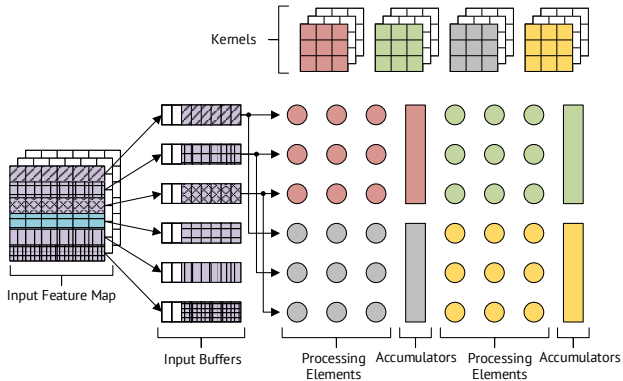 Kernels
Input Feature Map
Input Buffers
Processing
Elements
Accumulators
Processing
Elements
Accumulators